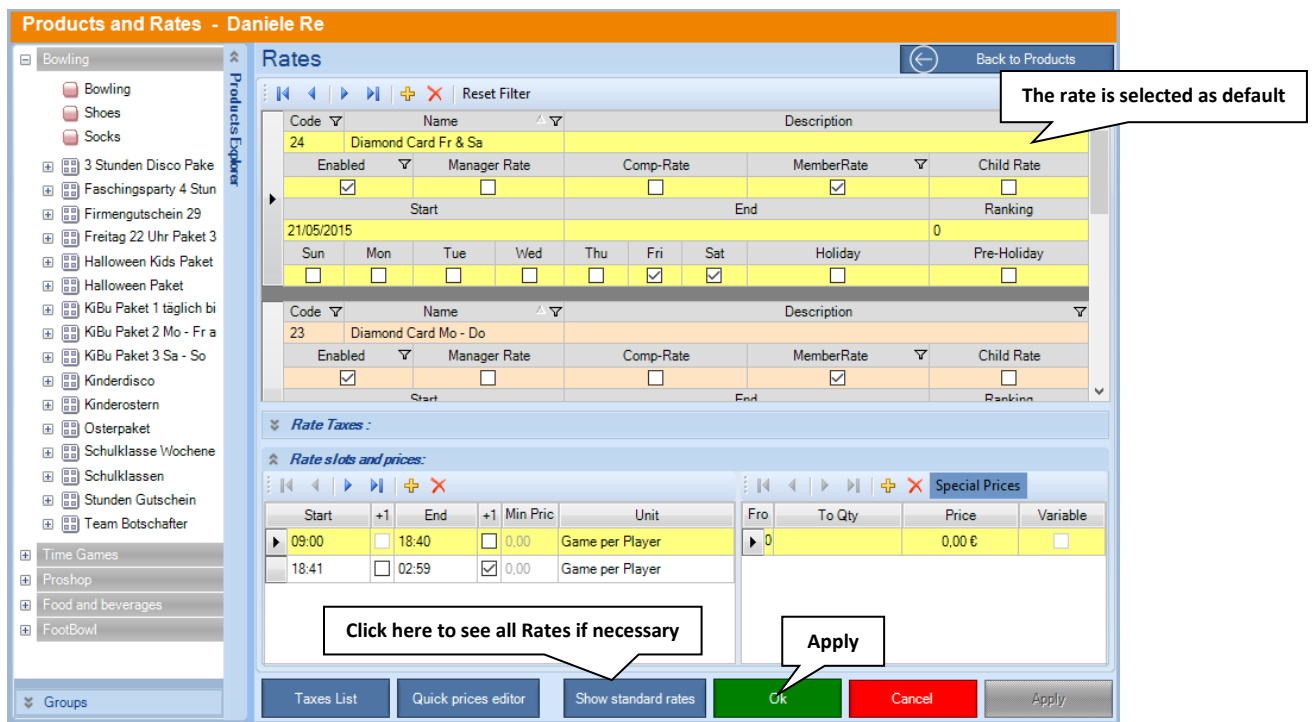 Products and Rates - Daniele Re
Bowling
Bowling
Shoes
Socks
3 Stunden Disco Pake
Faschingsparty 4 Stun
Firmengutschein 29
Freitag 22 Uhr Paket 3
Halloween Kids Paket
Halloween Paket
KiBu Paket 1 täglich bi
KiBu Paket 2 Mo - Fr a
KiBu Paket 3 Sa - So
Kinderdisco
Kinderostern
Osterpaket
Schulklasse Wochene
Schulklassen
Stunden Gutschein
Team Botschafter
Time Games
Proshop
Food and beverages
FootBowl
Groups
Products Explorer
Rates
Back to Products
Reset Filter
The rate is selected as default
Code Name Description
24 Diamond Card Fr & Sa
Enabled Manager Rate Comp-Rate MemberRate Child Rate
Start End Ranking
21/05/2015 0
Sun Mon Tue Wed Thu Fri Sat Holiday Pre-Holiday
Code Name Description
23 Diamond Card Mo - Do
Enabled Manager Rate Comp-Rate MemberRate Child Rate
Start End Ranking
Rate Taxes :
Rate slots and prices:
Special Prices
Start +1 End +1 Min Pric Unit
09:00 18:40 0,00 Game per Player
18:41 02:59 0,00 Game per Player
Fro To Qty Price Variable
0 0,00 €
Click here to see all Rates if necessary
Apply
Taxes List
Quick prices editor
Show standard rates
Ok
Cancel
Apply